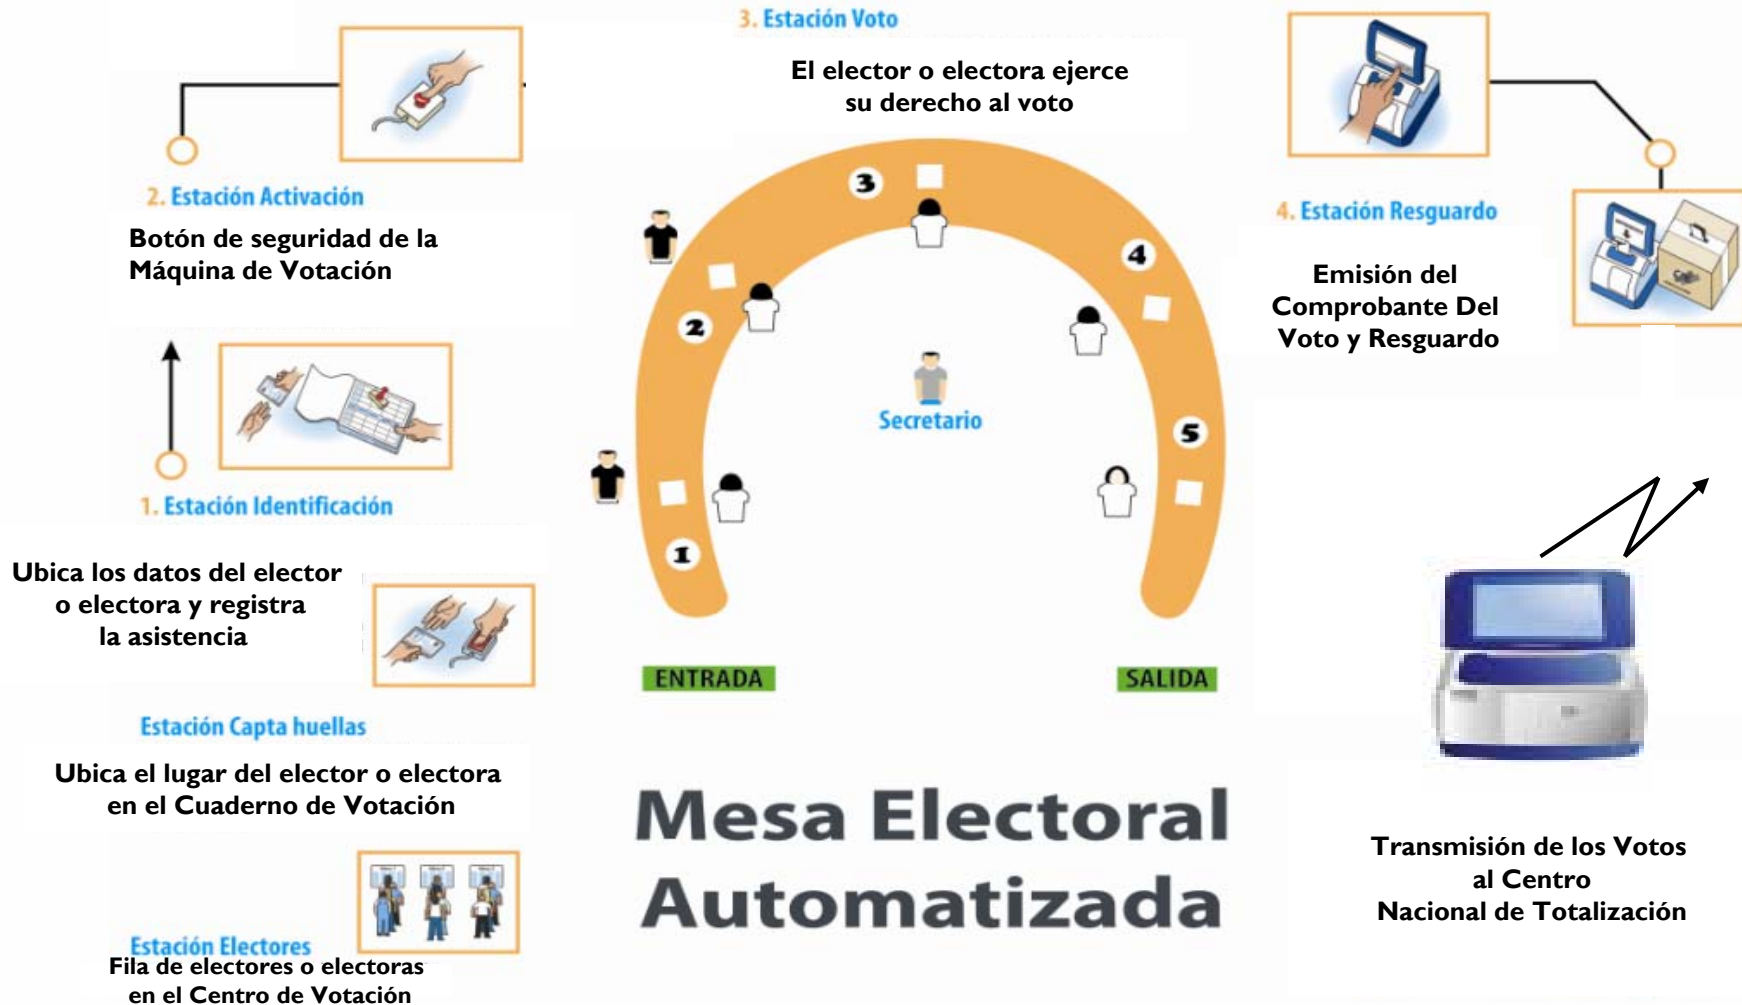 3. Estación Voto
El elector o electora ejerce
su derecho al voto
2. Estación Activación
Botón de seguridad de la
Máquina de Votación
1. Estación Identificación
Ubica los datos del elector
o electora y registra
la asistencia
Estación Capta huellas
Ubica el lugar del elector o electora
en el Cuaderno de Votación
Estación Electores
Fila de electores o electoras
en el Centro de Votación
3
2
1
4
5
Secretario
ENTRADA
SALIDA
Mesa Electoral
Automatizada
4. Estación Resguardo
Emisión del
Comprobante Del
Voto y Resguardo
Transmisión de los Votos
al Centro
Nacional de Totalización